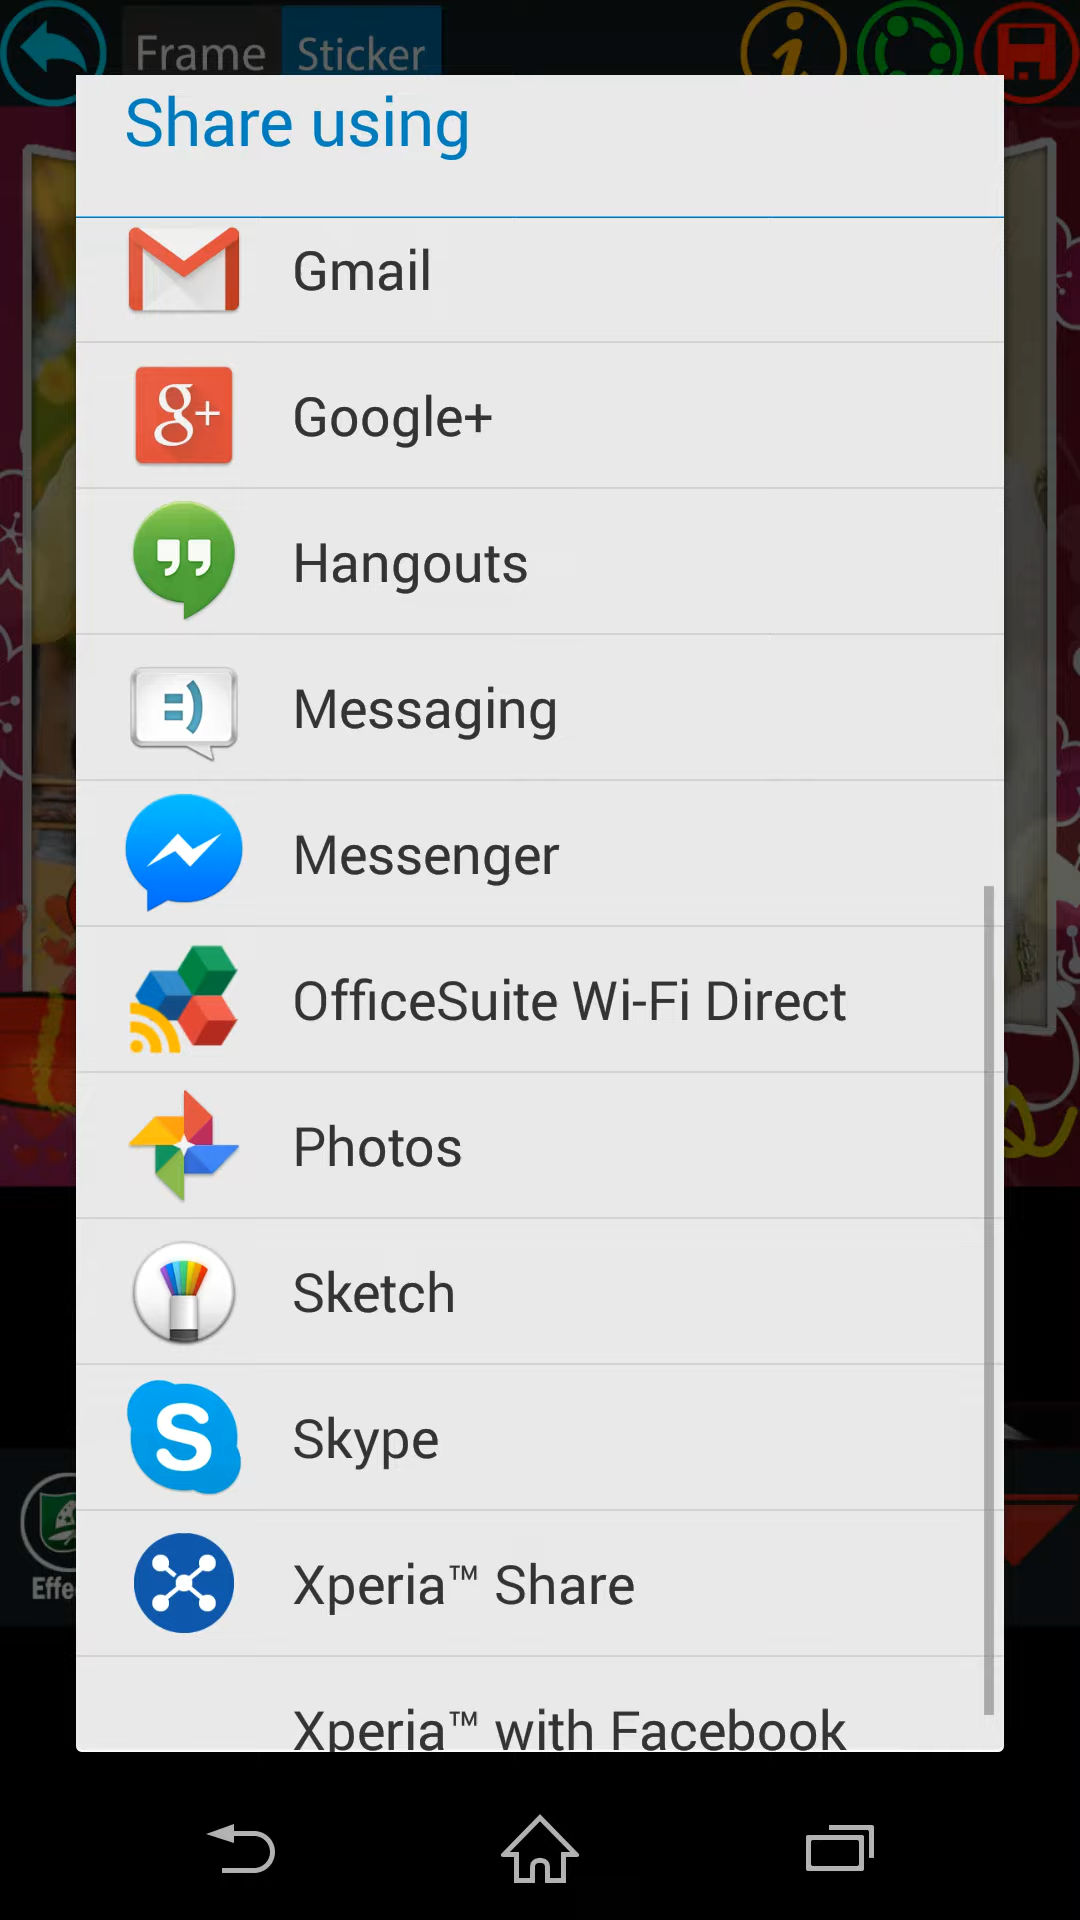 Frame Sticker
Share using
Gmail
g+ Google+
Hangouts
=) Messaging
Messenger
OfficeSuite Wi-Fi Direct
Photos
Sketch
S Skype
Xperia™ Share
Xperia™ with Facebook
Effe